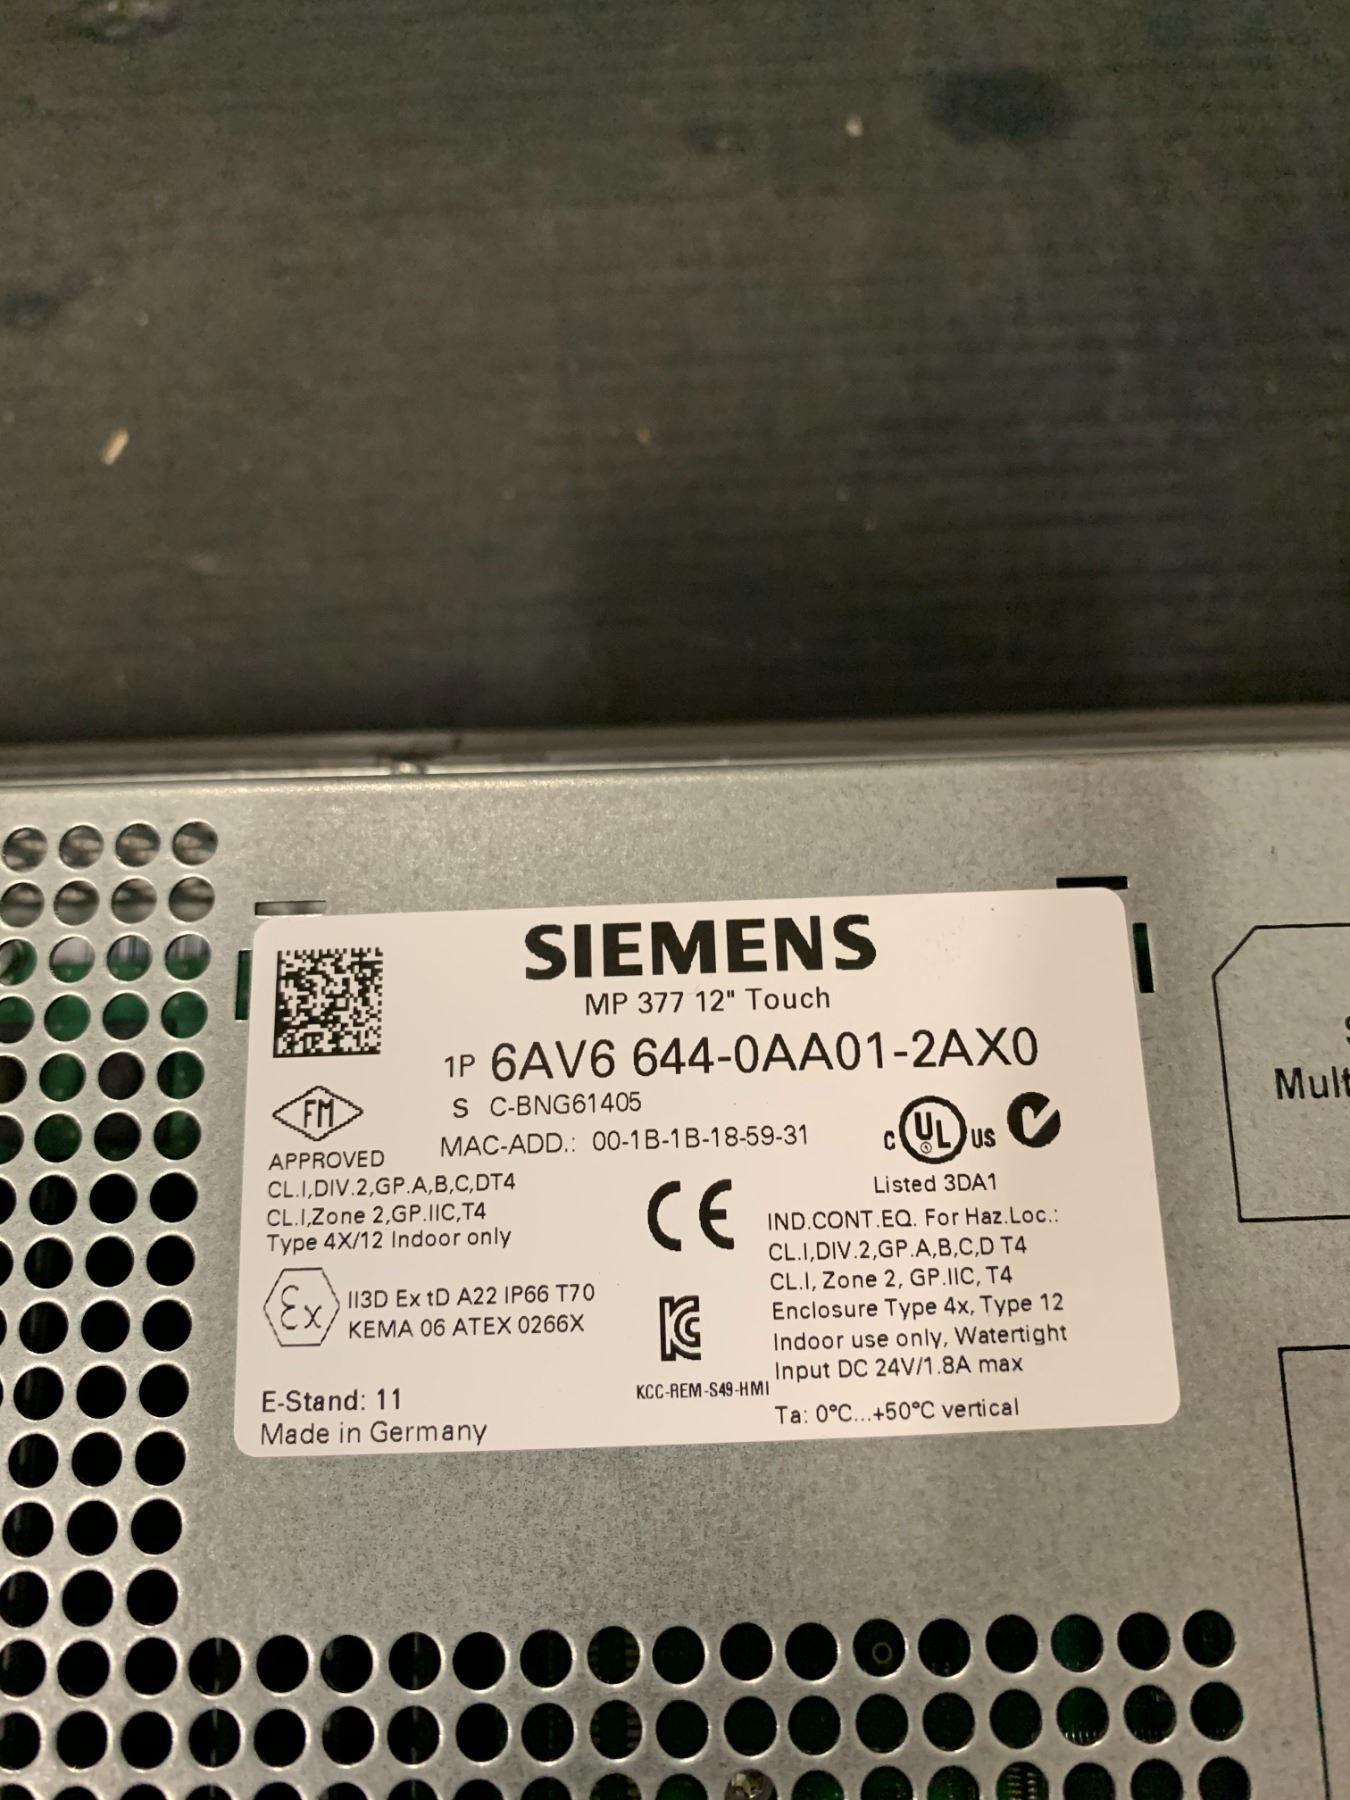 SIEMENS
MP 377 12" Touch
1P 6AV6 644-0AA01-2AX0
S C-BNG61405
MAC-ADD.: 00-1B-1B-18-59-31
FM
APPROVED
CL.I,DIV.2,GP.A,B,C,DT4
CL.I,Zone 2,GP.IIC,T4
Type 4X/12 Indoor only
Ex
II3D Ex tD A22 IP66 T70
KEMA 06 ATEX 0266X
E-Stand: 11
Made in Germany
CE
KCC-REM-S49-HMI
C UL US
Listed 3DA1
IND.CONT.EQ. For Haz.Loc.:
CL.I,DIV.2,GP.A,B,C,D T4
CL.I, Zone 2, GP.IIC, T4
Enclosure Type 4x, Type 12
Indoor use only, Watertight
Input DC 24V/1.8A max
Ta: 0°C...+50°C vertical
Mult